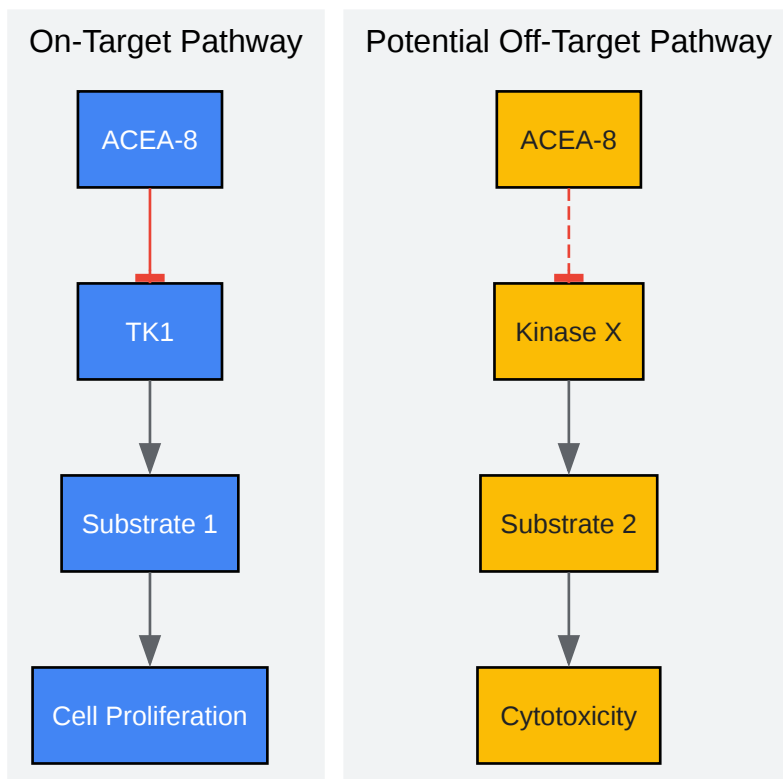 On-Target Pathway
ACEA-8
TK1
Substrate 1
Cell Proliferation
Potential Off-Target Pathway
ACEA-8
Kinase X
Substrate 2
Cytotoxicity